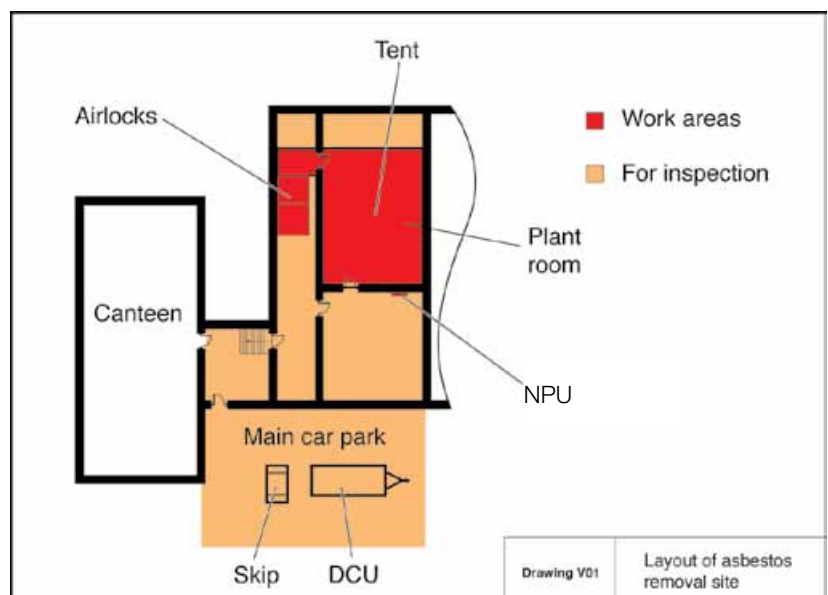 Tent
Airlocks
Work areas
For inspection
Plant
room
Canteen
NPU
Main car park
Skip
DCU
Drawing V01
Layout of asbestos
removal site